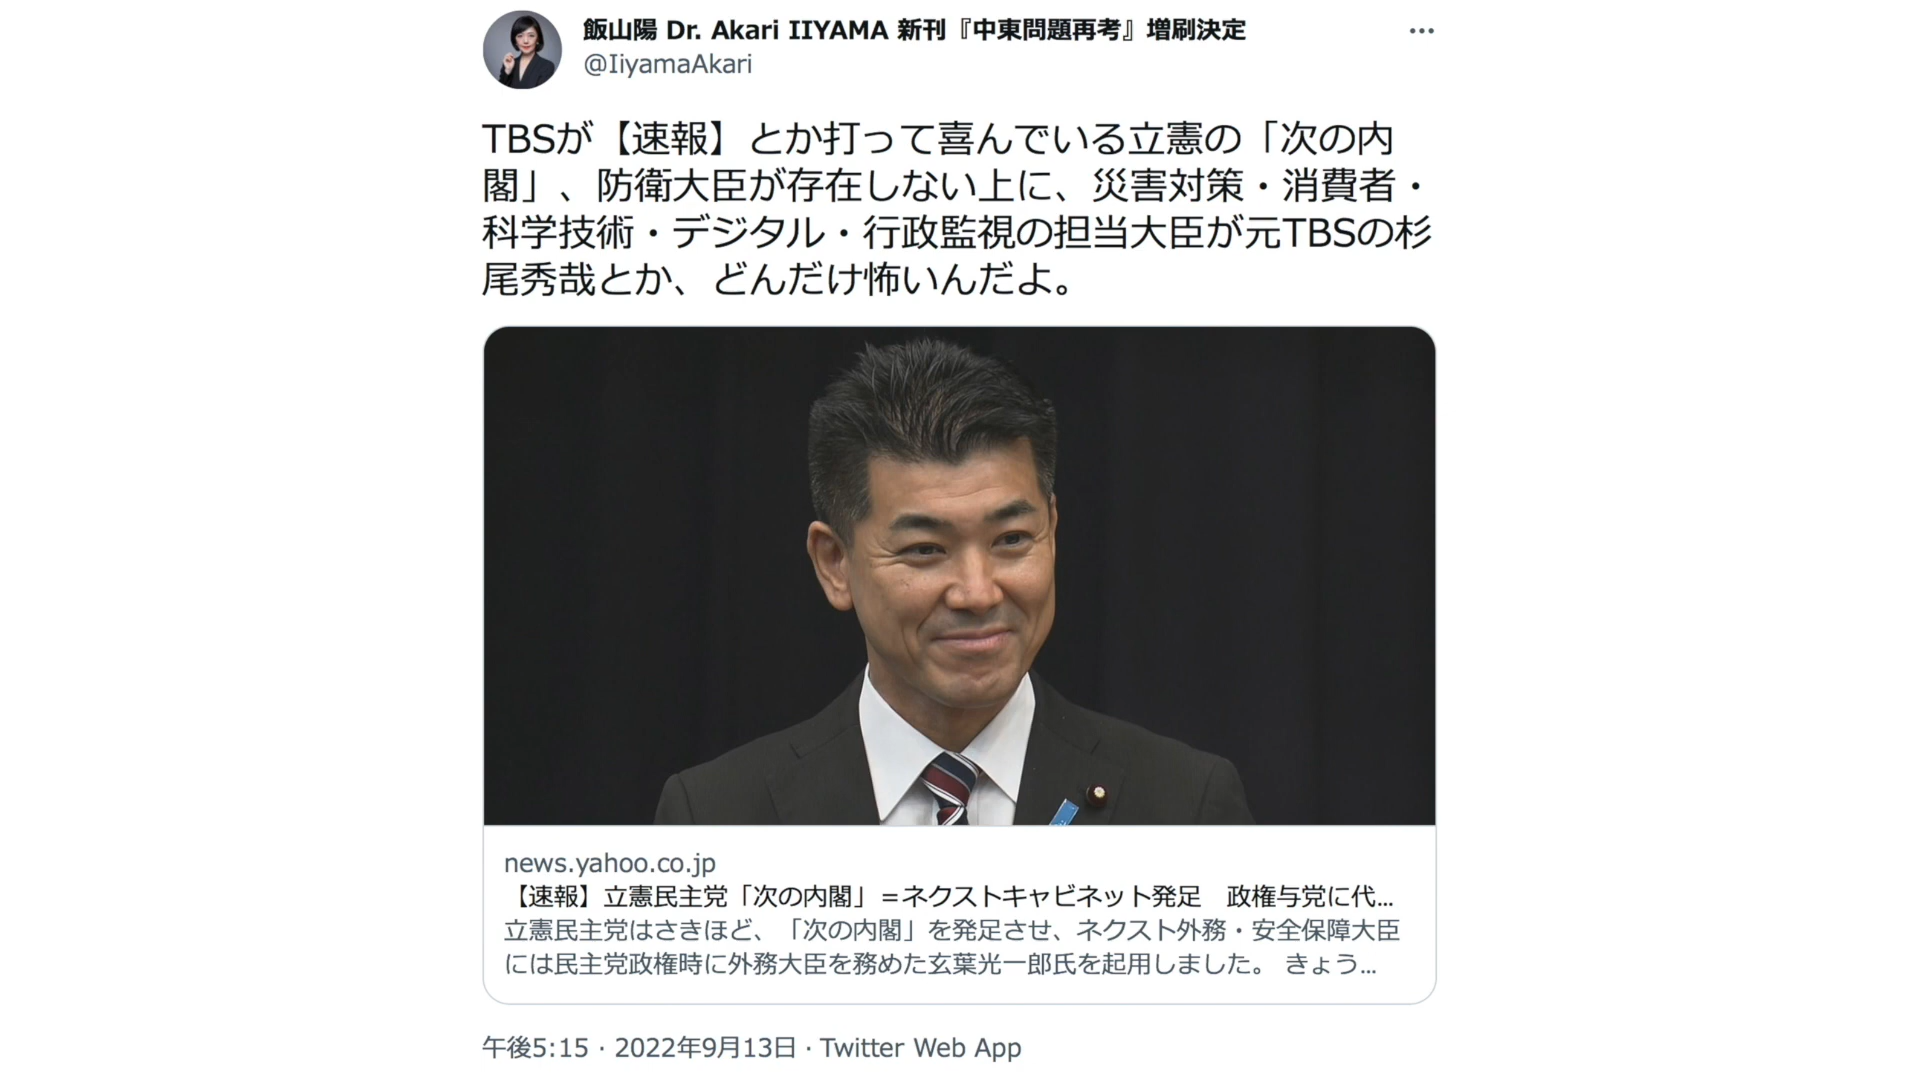 飯山陽 Dr. Akari IIYAMA 新刊『中東問題再考』増刷決定
@IiyamaAkari
TBSが【速報】とか打って喜んでいる立憲の「次の内
閣」、防衛大臣が存在しない上に、災害対策・消費者・
科学技術・デジタル・行政監視の担当大臣が元TBSの杉
尾秀哉とか、どんだけ怖いんだよ。
news.yahoo.co.jp
【速報】立憲民主党「次の内閣」＝ネクストキャビネット発足　政権与党に代...
立憲民主党はさきほど、「次の内閣」を発足させ、ネクスト外務・安全保障大臣
には民主党政権時に外務大臣を務めた玄葉光一郎氏を起用しました。 きょう...
午後5:15 · 2022年9月13日 · Twitter Web App